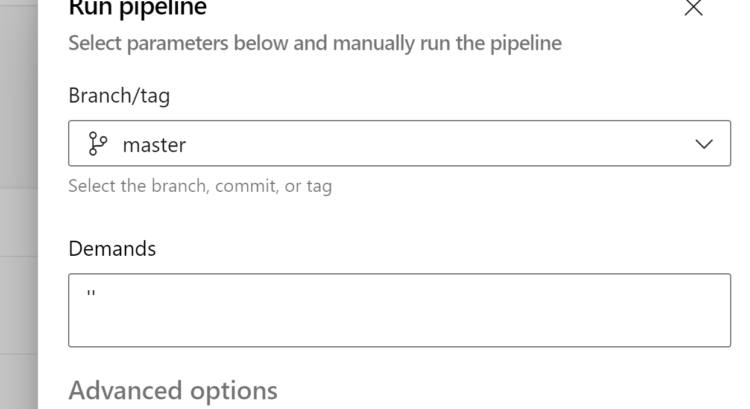 Run pipeline
Select parameters below and manually run the pipeline
Branch/tag
master
Select the branch, commit, or tag
Demands
''
Advanced options